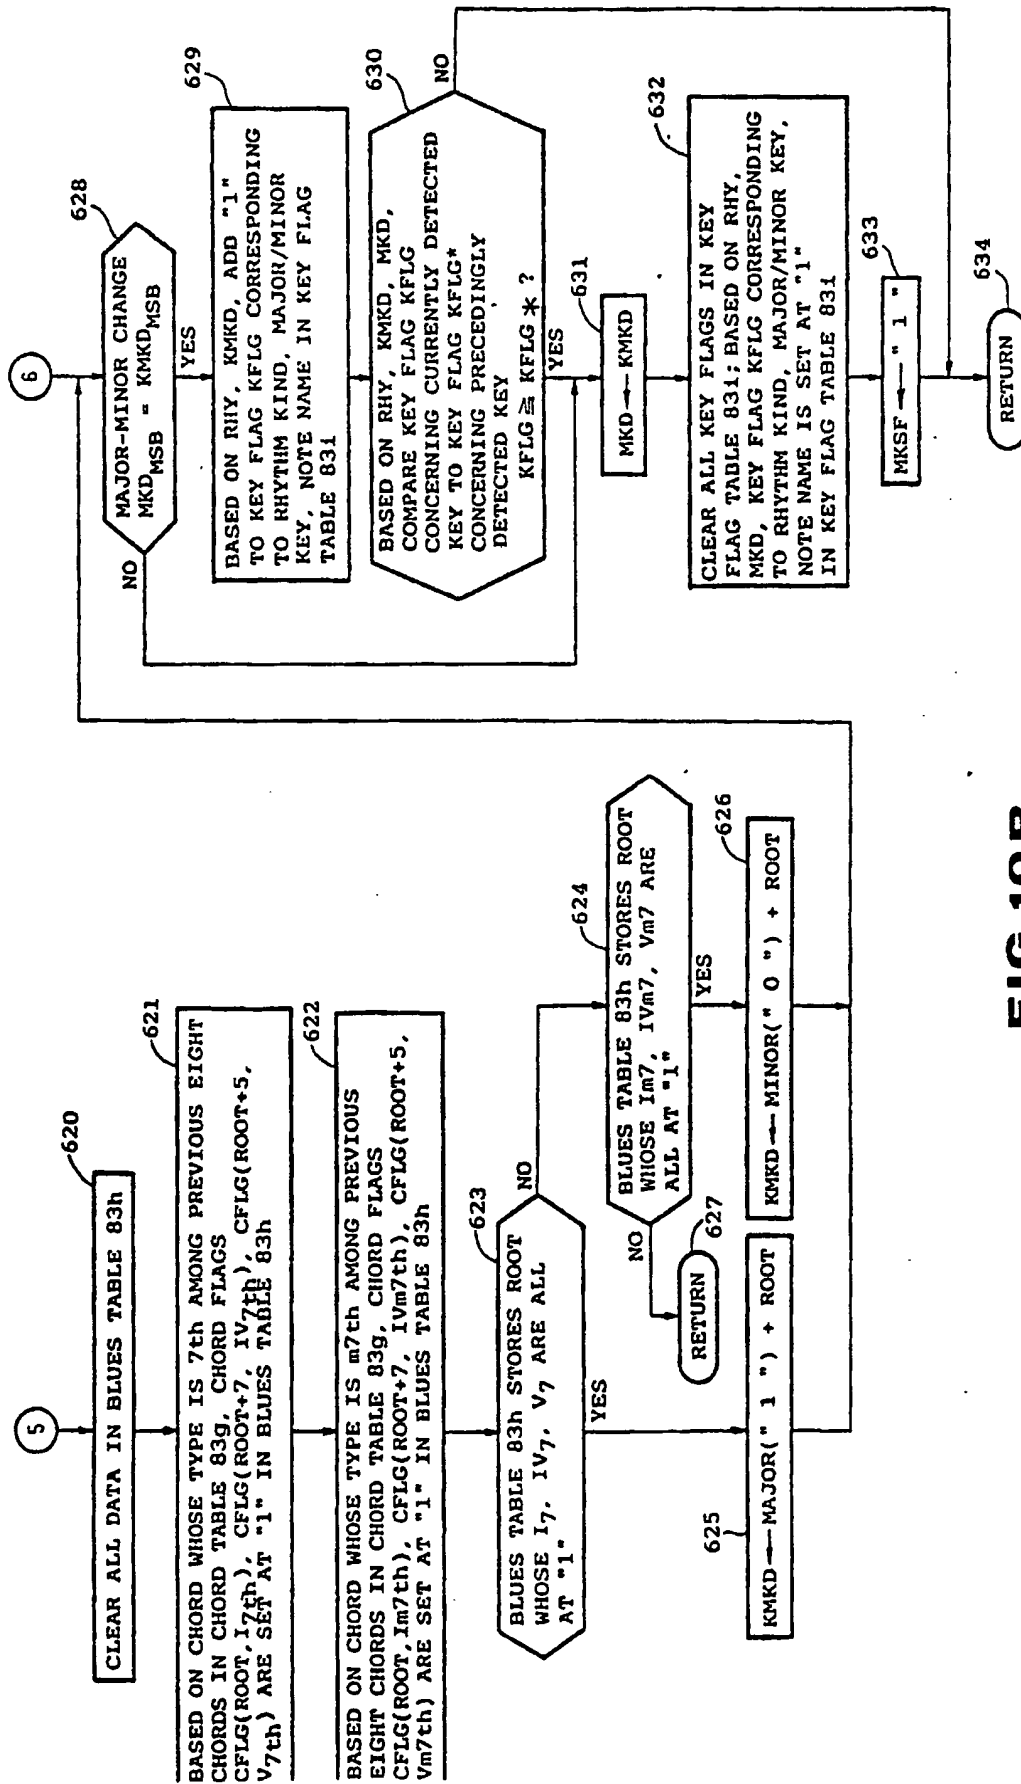 5
620
CLEAR ALL DATA IN BLUES TABLE 83h
621
BASED ON CHORD WHOSE TYPE IS 7th AMONG PREVIOUS EIGHT
CHORDS IN CHORD TABLE 83g, CHORD FLAGS
CFLG(ROOT,I7th), CFLG(ROOT+7, IV7th), CFLG(ROOT+5,
V7th) ARE SET AT "1" IN BLUES TABLE 83h
622
BASED ON CHORD WHOSE TYPE IS m7th AMONG PREVIOUS
EIGHT CHORDS IN CHORD TABLE 83g, CHORD FLAGS
CFLG(ROOT,Im7th), CFLG(ROOT+7, IVm7th), CFLG(ROOT+5,
Vm7th) ARE SET AT "1" IN BLUES TABLE 83h
623
BLUES TABLE 83h STORES ROOT
WHOSE I7, IV7, V7 ARE ALL
AT "1"
NO
YES
624
BLUES TABLE 83h STORES ROOT
WHOSE Im7, IVm7, Vm7 ARE
ALL AT "1"
NO
YES
627
RETURN
625
KMKD←MAJOR(" 1 ") + ROOT
626
KMKD←MINOR(" 0 ") + ROOT
6
628
MAJOR-MINOR CHANGE
MKDMSB = KMKDMSB
NO
YES
629
BASED ON RHY, KMKD, ADD "1"
TO KEY FLAG KFLG CORRESPONDING
TO RHYTHM KIND, MAJOR/MINOR
KEY, NOTE NAME IN KEY FLAG
TABLE 83i
630
BASED ON RHY, KMKD, MKD,
COMPARE KEY FLAG KFLG
CONCERNING CURRENTLY DETECTED
KEY TO KEY FLAG KFLG*
CONCERNING PRECEDINGLY
DETECTED KEY
KFLG ≧ KFLG * ?
NO
YES
631
MKD←KMKD
632
CLEAR ALL KEY FLAGS IN KEY
FLAG TABLE 83i; BASED ON RHY,
MKD, KEY FLAG KFLG CORRESPONDING
TO RHYTHM KIND, MAJOR/MINOR KEY,
NOTE NAME IS SET AT "1"
IN KEY FLAG TABLE 83i
633
MKSF←" 1 "
634
RETURN